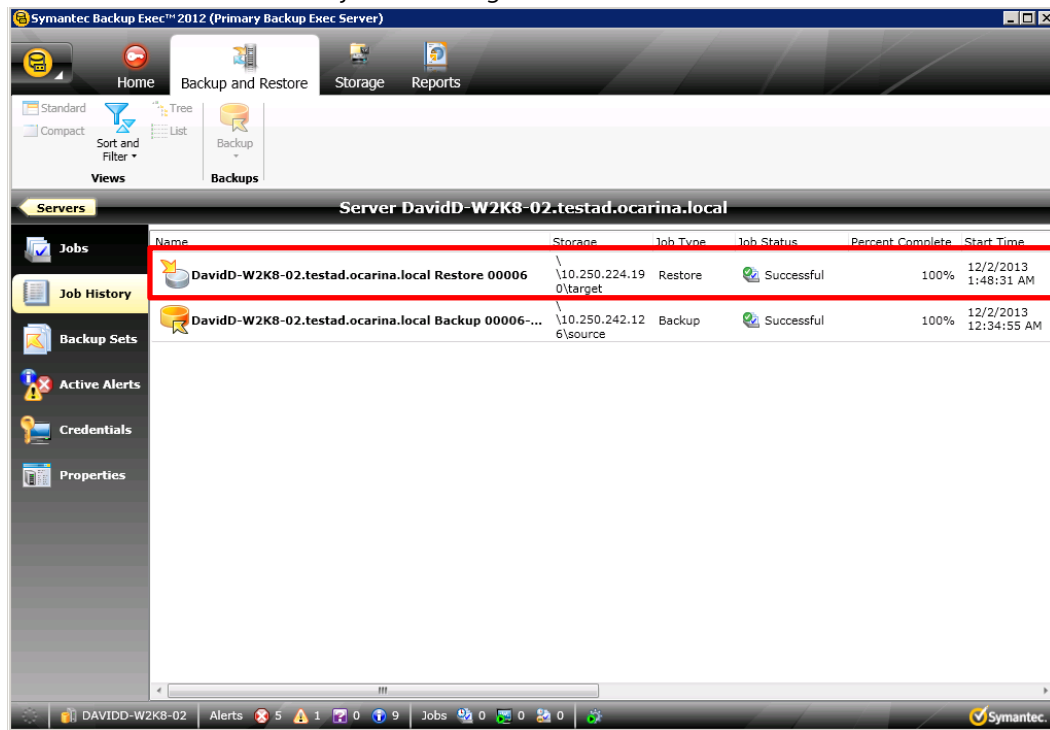 Symantec Backup Exec™ 2012 (Primary Backup Exec Server)
Home
Backup and Restore
Storage
Reports
Standard
Compact
Sort and
Filter
Tree
List
Backup
Views
Backups
Servers
Server DavidD-W2K8-02.testad.ocarina.local
Jobs
Job History
Backup Sets
Active Alerts
Credentials
Properties
Name Storage Job Type Job Status Percent Complete Start Time
DavidD-W2K8-02.testad.ocarina.local Restore 00006
\
\10.250.224.19
0\target
Restore
Successful
100%
12/2/2013
1:48:31 AM
DavidD-W2K8-02.testad.ocarina.local Backup 00006-...
\
\10.250.242.12
6\source
Backup
Successful
100%
12/2/2013
12:34:55 AM
DAVIDD-W2K8-02 Alerts 5 1 0 9 Jobs 0 0 0
Symantec.